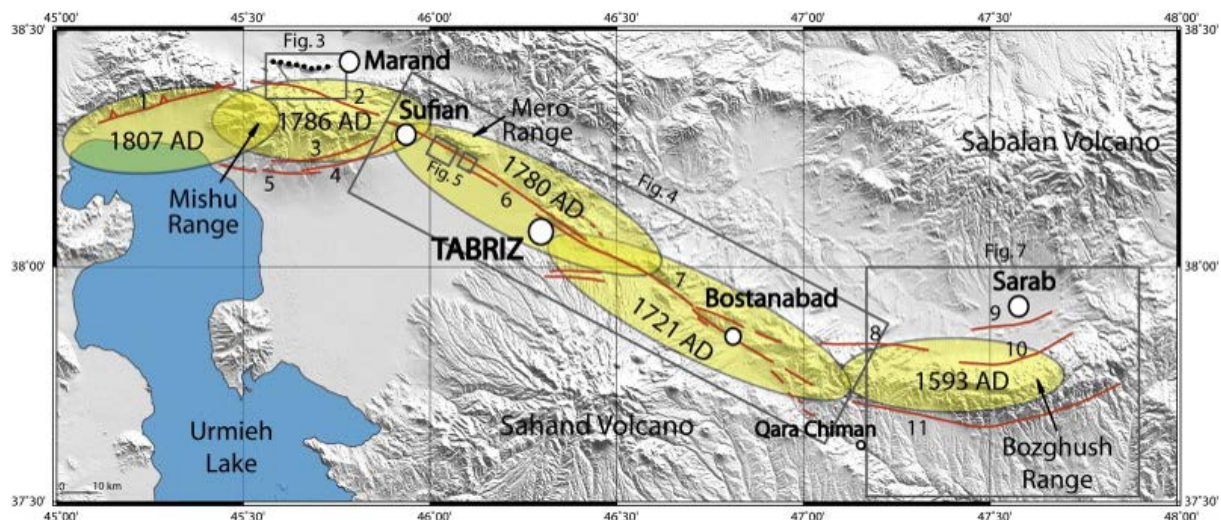 45°00' 45°30' 46°00' 46°30' 47°00' 47°30' 48°00'
38°30' 38°30'
Fig. 3
Marand
1
2
Sufian
Mero
Range
1807 AD
1786 AD
Sabalan Volcano
3
4
5
Fig. 5
1780 AD
Fig. 4
Mishu
Range
6
TABRIZ
38°00' 38°00'
Fig. 7
7
Bostanabad
Sarab
9
8
10
1721 AD
1593 AD
Sahand Volcano
Qara Chiman
11
Urmieh
Lake
Bozghush
Range
0 10 km
37°30' 37°30'
45°00' 45°30' 46°00' 46°30' 47°00' 47°30' 48°00'